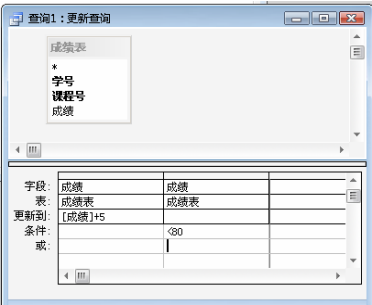 查询1：更新查询
成绩表
*
学号
课程号
成绩
字段: 成绩 成绩
表: 成绩表 成绩表
更新到: [成绩]+5
条件: <80
或: